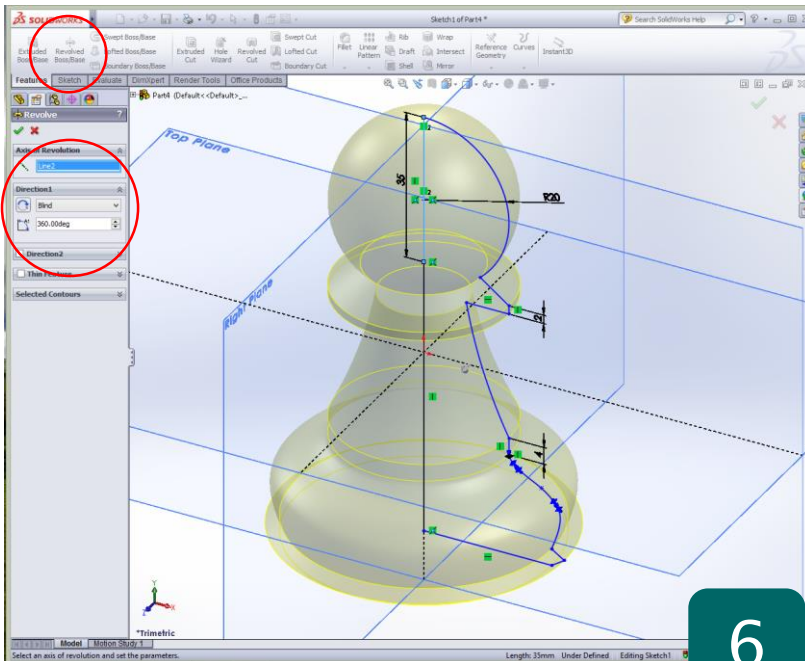 SOLIDWORKS
Sketch1 of Part4 *
Search SolidWorks Help
Extruded Boss/Base
Revolved Boss/Base
Swept Boss/Base
Lofted Boss/Base
Boundary Boss/Base
Extruded Cut
Hole Wizard
Revolved Cut
Swept Cut
Lofted Cut
Boundary Cut
Fillet
Linear Pattern
Rib
Draft
Shell
Wrap
Intersect
Mirror
Reference Geometry
Curves
Instant3D
Features
Sketch
Evaluate
DimXpert
Render Tools
Office Products
Part4 (Default<<Default>_...
Revolve
?
Axis of Revolution
Line2
Direction1
Blind
360.00deg
Direction2
Thin Feature
Selected Contours
Top Plane
Right Plane
35
R20
2
4
Y
X
Z
*Trimetric
Model
Motion Study 1
Select an axis of revolution and set the parameters.
Length: 35mm
Under Defined
Editing Sketch1
6